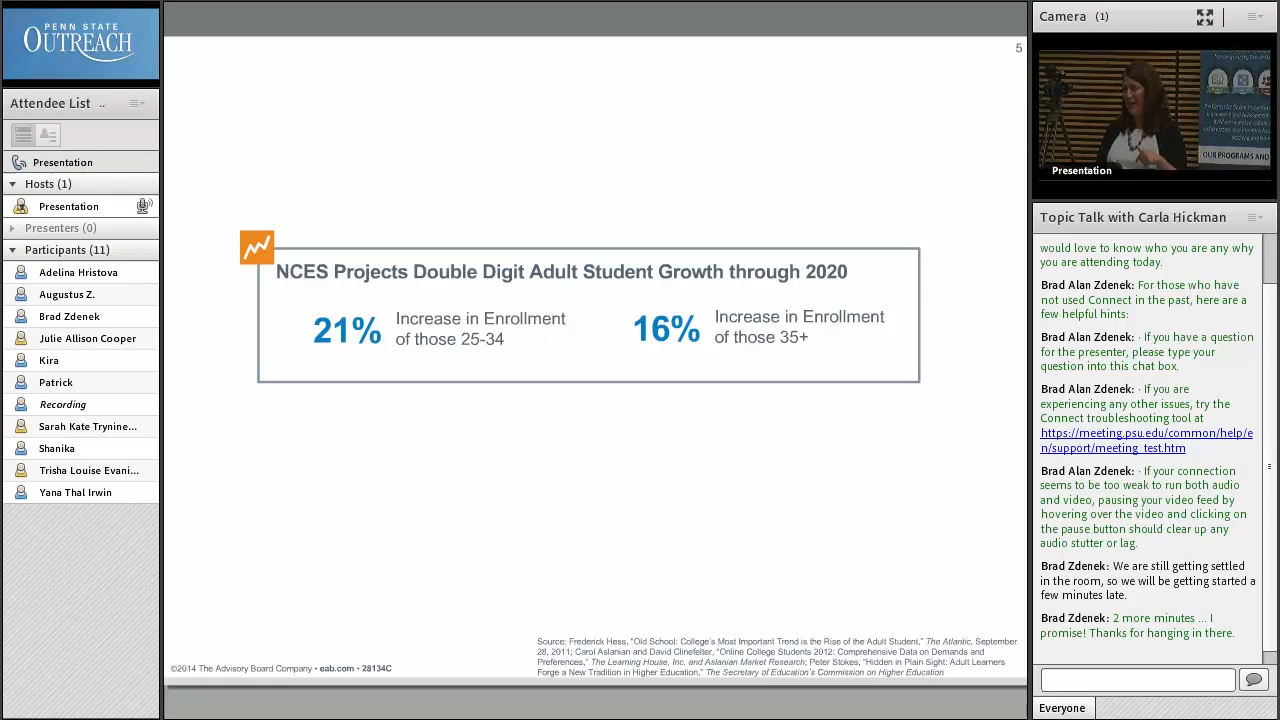 PENN STATE
OUTREACH
Attendee List ..
Presentation
Hosts (1)
Presentation
Presenters (0)
Participants (11)
Adelina Hristova
Augustus Z.
Brad Zdenek
Julie Allison Cooper
Kira
Patrick
Recording
Sarah Kate Trynine...
Shanika
Trisha Louise Evani...
Yana Thal Irwin
5
NCES Projects Double Digit Adult Student Growth through 2020
21% Increase in Enrollment
of those 25-34
16% Increase in Enrollment
of those 35+
©2014 The Advisory Board Company • eab.com • 28134C
Source: Frederick Hess, "Old School: College's Most Important Trend is the Rise of the Adult Student," The Atlantic, September
28, 2011; Carol Aslanian and David Clinefelter, "Online College Students 2012: Comprehensive Data on Demands and
Preferences," The Learning House, Inc. and Aslanian Market Research; Peter Stokes, "Hidden in Plain Sight: Adult Learners
Forge a New Tradition in Higher Education," The Secretary of Education's Commission on Higher Education
Camera (1)
OUR PROGRAMS AND
Presentation
Topic Talk with Carla Hickman
would love to know who you are any why
you are attending today.
Brad Alan Zdenek: For those who have
not used Connect in the past, here are a
few helpful hints:
Brad Alan Zdenek: · If you have a question
for the presenter, please type your
question into this chat box.
Brad Alan Zdenek: · If you are
experiencing any other issues, try the
Connect troubleshooting tool at
https://meeting.psu.edu/common/help/e
n/support/meeting_test.htm
Brad Alan Zdenek: · If your connection
seems to be too weak to run both audio
and video, pausing your video feed by
hovering over the video and clicking on
the pause button should clear up any
audio stutter or lag.
Brad Zdenek: We are still getting settled
in the room, so we will be getting started a
few minutes late.
Brad Zdenek: 2 more minutes ... I
promise! Thanks for hanging in there.
Everyone